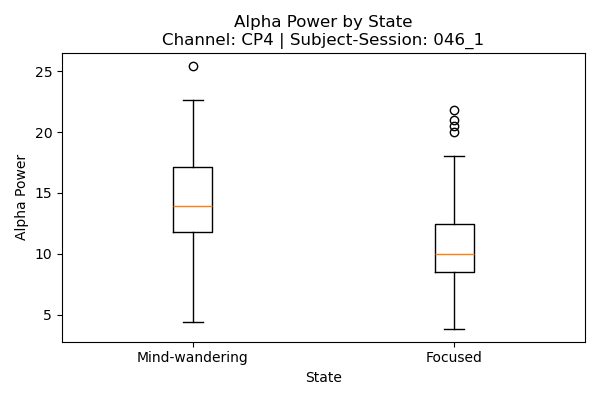 Alpha Power by State
Channel: CP4 | Subject-Session: 046_1
Alpha Power
25
20
15
10
5
Mind-wandering
Focused
State